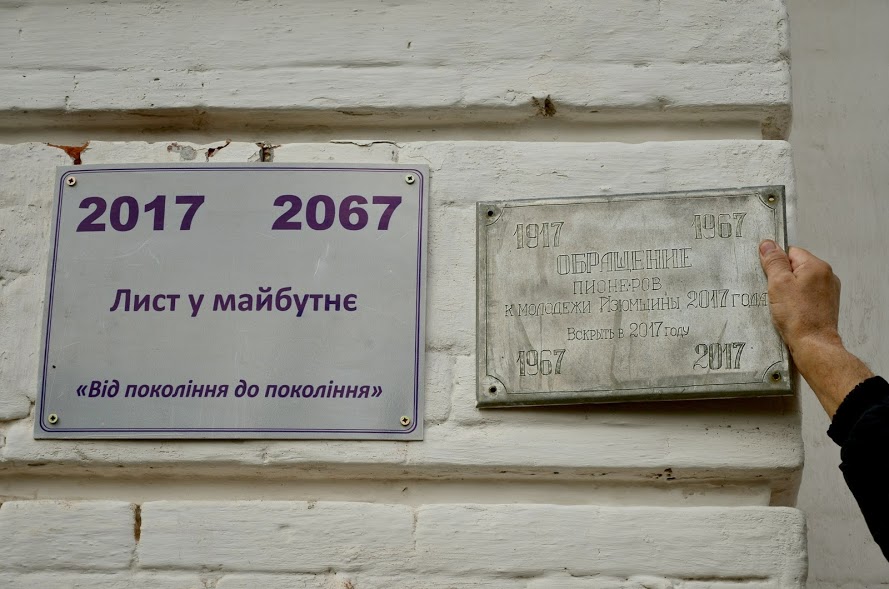 2017 2067
Лист у майбутнє
«Від покоління до покоління»
1917 1967
ОБРАЩЕНИЕ
ПИОНЕРОВ
К МОЛОДЕЖИ ИЗЮМЩИНЫ 2017 ГОДА
ВСКРЫТЬ В 2017 ГОДУ
1967 2017